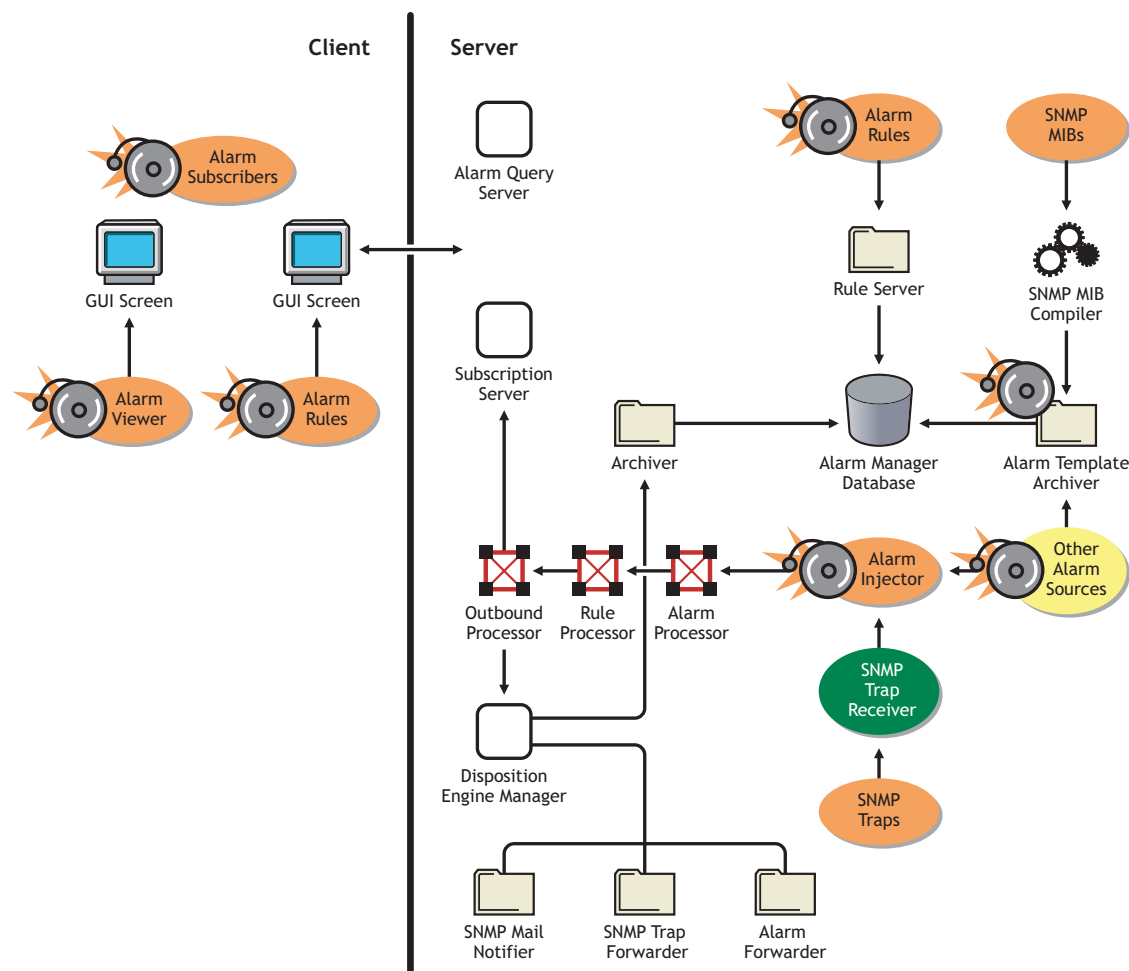 Client
Server
Alarm
Subscribers
Alarm Query
Server
Alarm
Rules
SNMP
MIBs
GUI Screen
GUI Screen
Rule Server
SNMP MIB
Compiler
Alarm
Viewer
Alarm
Rules
Subscription
Server
Archiver
Alarm Manager
Database
Alarm Template
Archiver
Outbound
Processor
Rule
Processor
Alarm
Processor
Alarm
Injector
Other
Alarm
Sources
SNMP
Trap
Receiver
Disposition
Engine Manager
SNMP
Traps
SNMP Mail
Notifier
SNMP Trap
Forwarder
Alarm
Forwarder